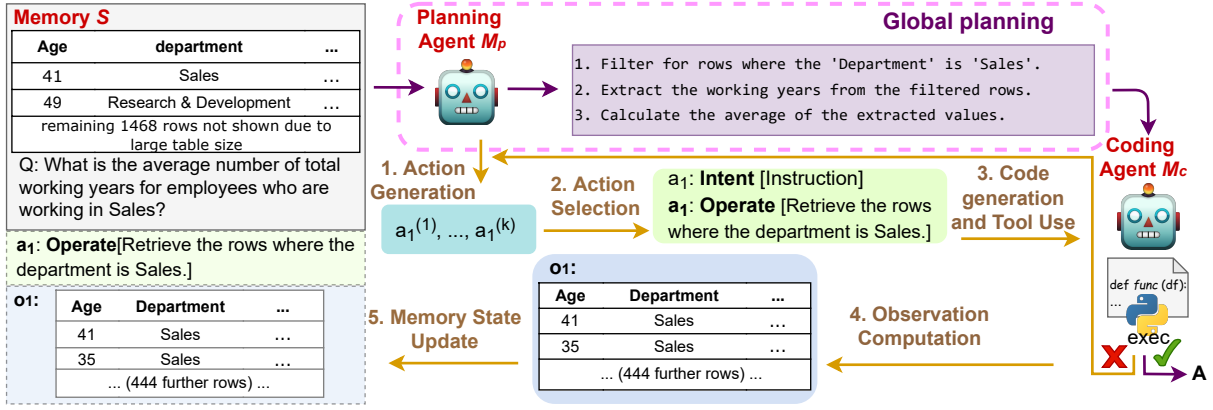 Memory S
Age department ...
41 Sales ...
49 Research & Development ...
remaining 1468 rows not shown due to
large table size
Q: What is the average number of total
working years for employees who are
working in Sales?
a1: Operate[Retrieve the rows where the
department is Sales.]
o1:
Age Department ...
41 Sales ...
35 Sales ...
... (444 further rows) ...
Planning
Agent Mp
Global planning
1. Filter for rows where the 'Department' is 'Sales'.
2. Extract the working years from the filtered rows.
3. Calculate the average of the extracted values.
Coding
Agent Mc
1. Action
Generation
a1(1), ..., a1(k)
2. Action
Selection
a1: Intent [Instruction]
a1: Operate [Retrieve the rows
where the department is Sales.]
3. Code
generation
and Tool Use
def func (df):
...
exec
A
4. Observation
Computation
o1:
Age Department ...
41 Sales ...
35 Sales ...
... (444 further rows) ...
5. Memory State
Update